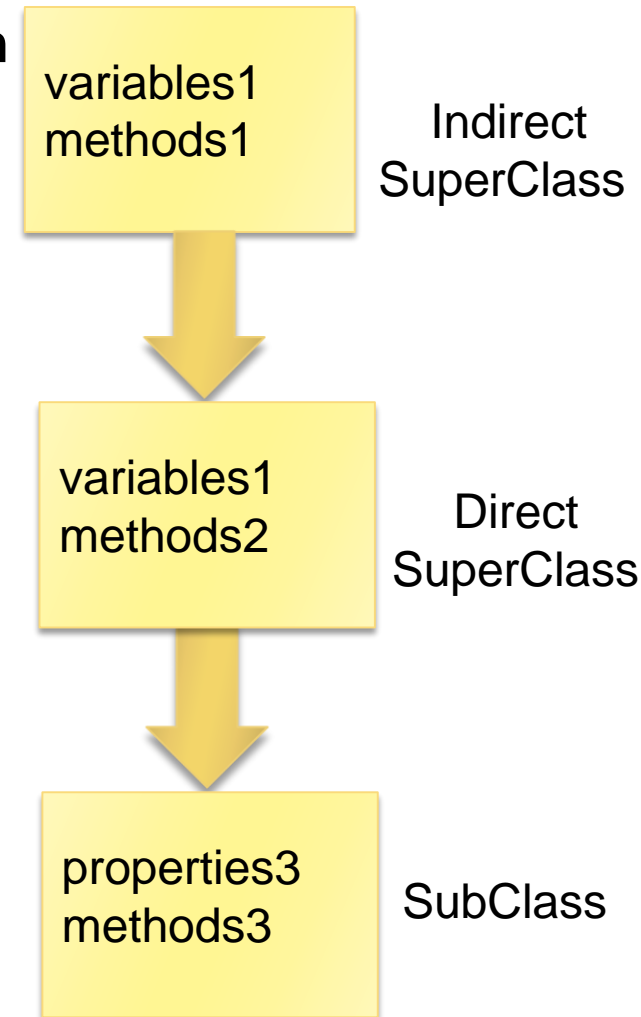 variables1
methods1
Indirect
SuperClass
variables1
methods2
Direct
SuperClass
properties3
methods3
SubClass